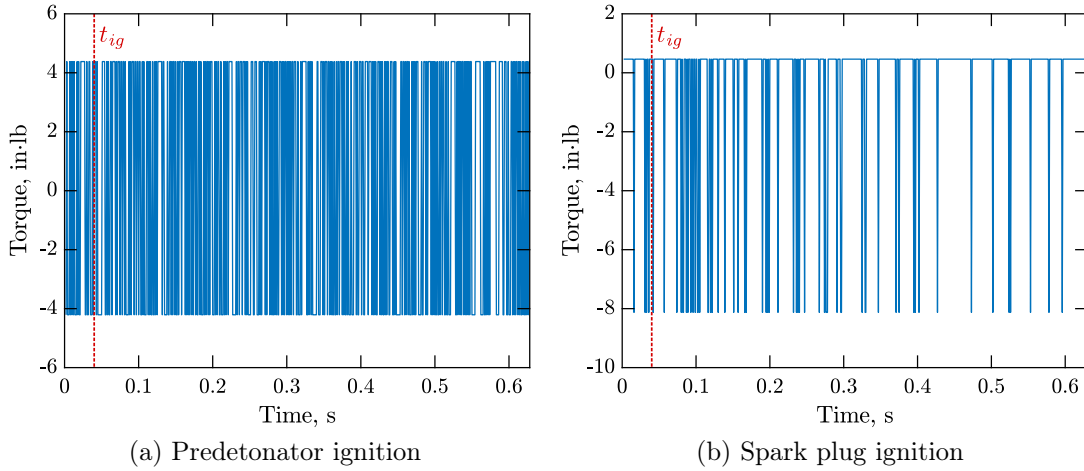 6
4
2
0
-2
-4
-6
Torque, in·lb
t_ig
0 0.1 0.2 0.3 0.4 0.5 0.6
Time, s
(a) Predetonator ignition
2
0
-2
-4
-6
-8
-10
Torque, in·lb
t_ig
0 0.1 0.2 0.3 0.4 0.5 0.6
Time, s
(b) Spark plug ignition